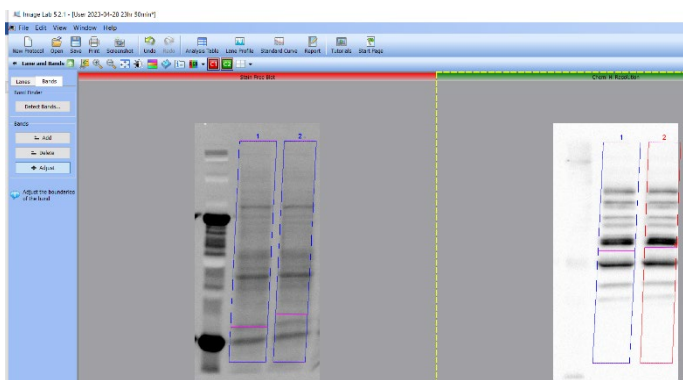 Image Lab 5.2.1 - [User 2023-04-20 23hr 50min*]
File Edit View Window Help
New Protocol Open Save Print Screenshot Undo Redo Analysis Table Lane Profile Standard Curve Report Tutorials Start Page
Lane and Bands
Stain Free Blot
Chemi Hi Resolution
Lanes Bands
Band Finder
Detect Bands...
Bands
Add
Delete
Adjust
Adjust the boundaries
of the band
1 2
1 2